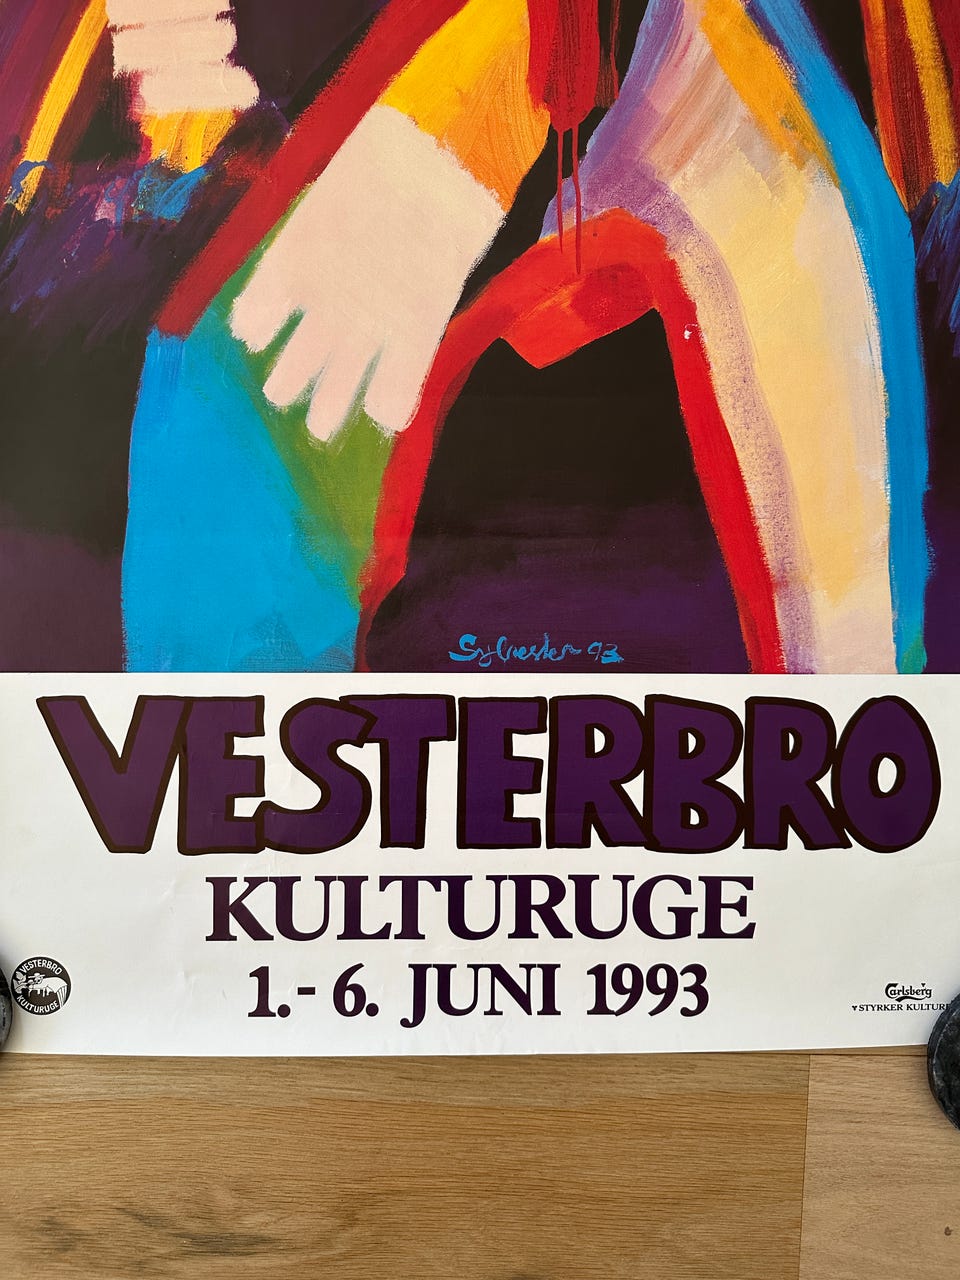 Sylvester 93
VESTERBRO
KULTURUGE
1.- 6. JUNI 1993
VESTERBRO
KULTURUGE
Carlsberg
STYRKER KULTURE